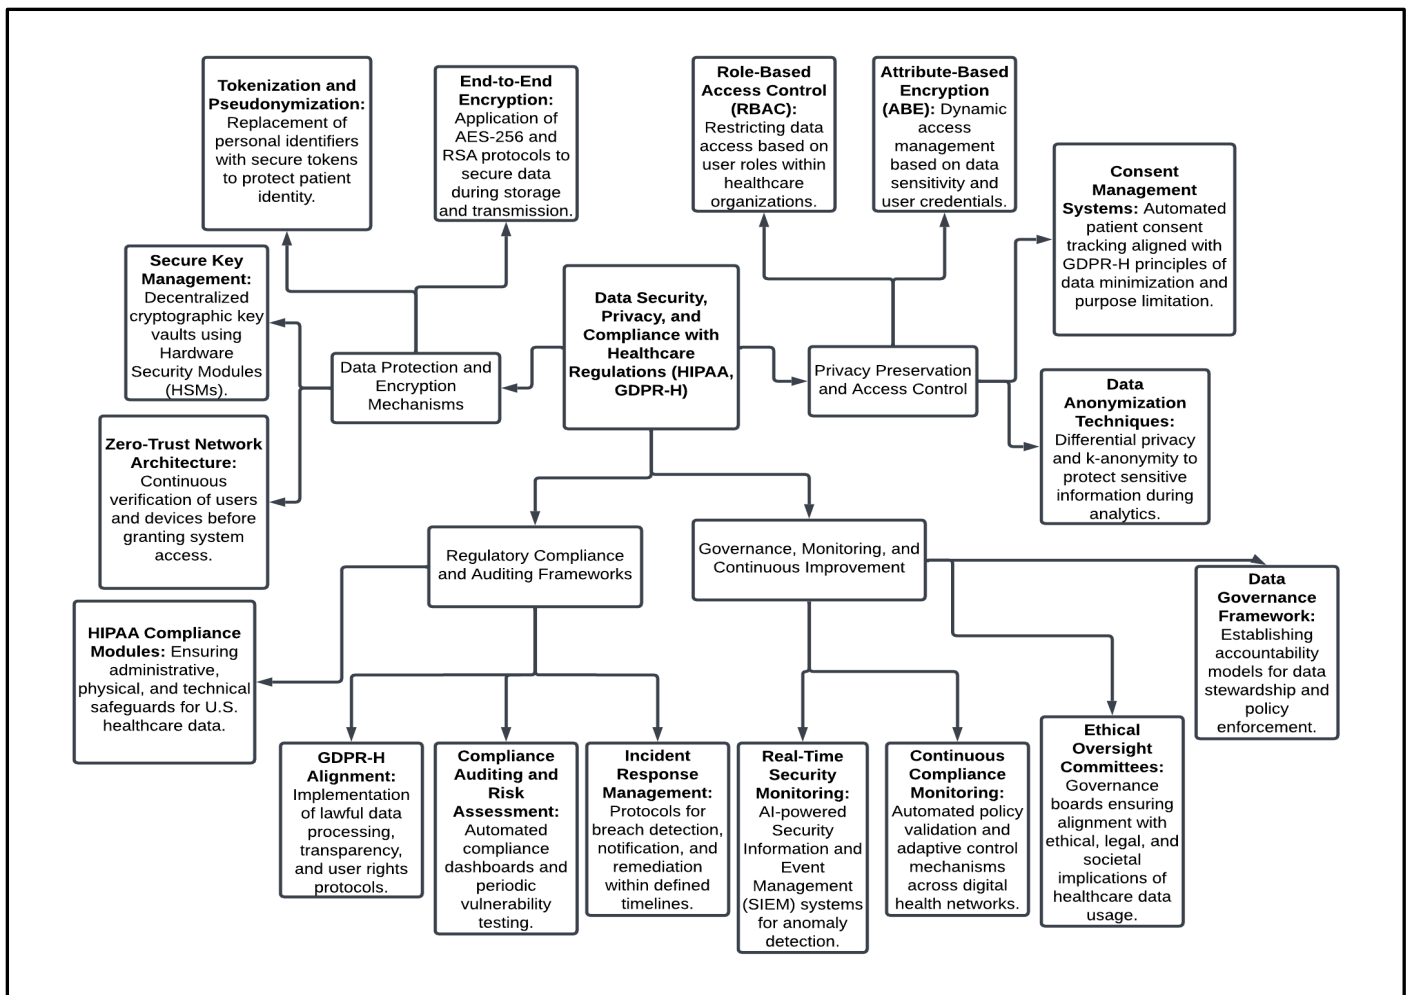 Tokenization and
Pseudonymization:
Replacement of
personal identifiers
with secure tokens
to protect patient
identity.
End-to-End
Encryption:
Application of
AES-256 and
RSA protocols to
secure data
during storage
and transmission.
Role-Based
Access Control
(RBAC):
Restricting data
access based on
user roles within
healthcare
organizations.
Attribute-Based
Encryption
(ABE): Dynamic
access
management
based on data
sensitivity and
user credentials.
Consent
Management
Systems: Automated
patient consent
tracking aligned with
GDPR-H principles of
data minimization and
purpose limitation.
Secure Key
Management:
Decentralized
cryptographic key
vaults using
Hardware
Security Modules
(HSMs).
Data Security,
Privacy, and
Compliance with
Healthcare
Regulations (HIPAA,
GDPR-H)
Data Protection and
Encryption
Mechanisms
Privacy Preservation
and Access Control
Data
Anonymization
Techniques:
Differential privacy
and k-anonymity to
protect sensitive
information during
analytics.
Zero-Trust Network
Architecture:
Continuous
verification of users
and devices before
granting system
access.
Regulatory Compliance
and Auditing Frameworks
Governance, Monitoring, and
Continuous Improvement
Data
Governance
Framework:
Establishing
accountability
models for data
stewardship and
policy
enforcement.
HIPAA Compliance
Modules: Ensuring
administrative,
physical, and technical
safeguards for U.S.
healthcare data.
GDPR-H
Alignment:
Implementation
of lawful data
processing,
transparency,
and user rights
protocols.
Compliance
Auditing and
Risk
Assessment:
Automated
compliance
dashboards and
periodic
vulnerability
testing.
Incident
Response
Management:
Protocols for
breach detection,
notification, and
remediation
within defined
timelines.
Real-Time
Security
Monitoring:
AI-powered
Security
Information and
Event
Management
(SIEM) systems
for anomaly
detection.
Continuous
Compliance
Monitoring:
Automated policy
validation and
adaptive control
mechanisms
across digital
health networks.
Ethical
Oversight
Committees:
Governance
boards ensuring
alignment with
ethical, legal, and
societal
implications of
healthcare data
usage.